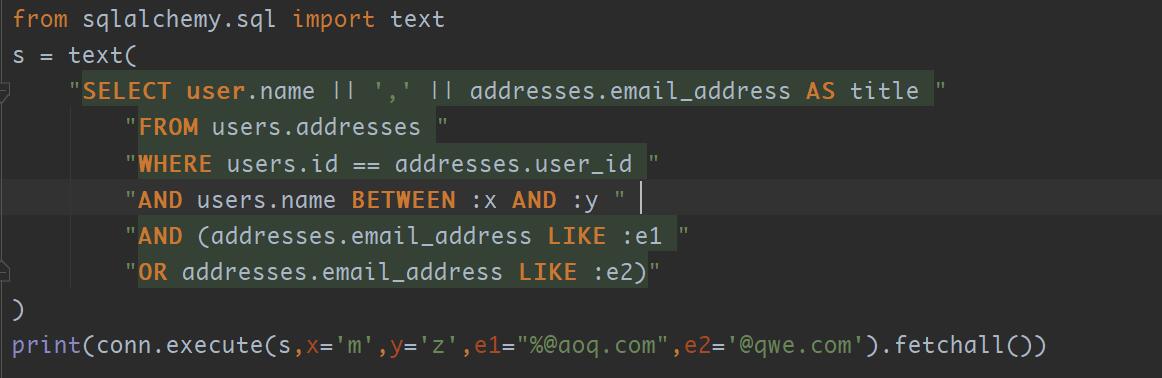 from sqlalchemy.sql import text
s = text(
"SELECT user.name || ',' || addresses.email_address AS title "
"FROM users.addresses "
"WHERE users.id == addresses.user_id "
"AND users.name BETWEEN :x AND :y "
"AND (addresses.email_address LIKE :e1 "
"OR addresses.email_address LIKE :e2)"
)
print(conn.execute(s,x='m',y='z',e1="%@aoq.com",e2='@qwe.com').fetchall())